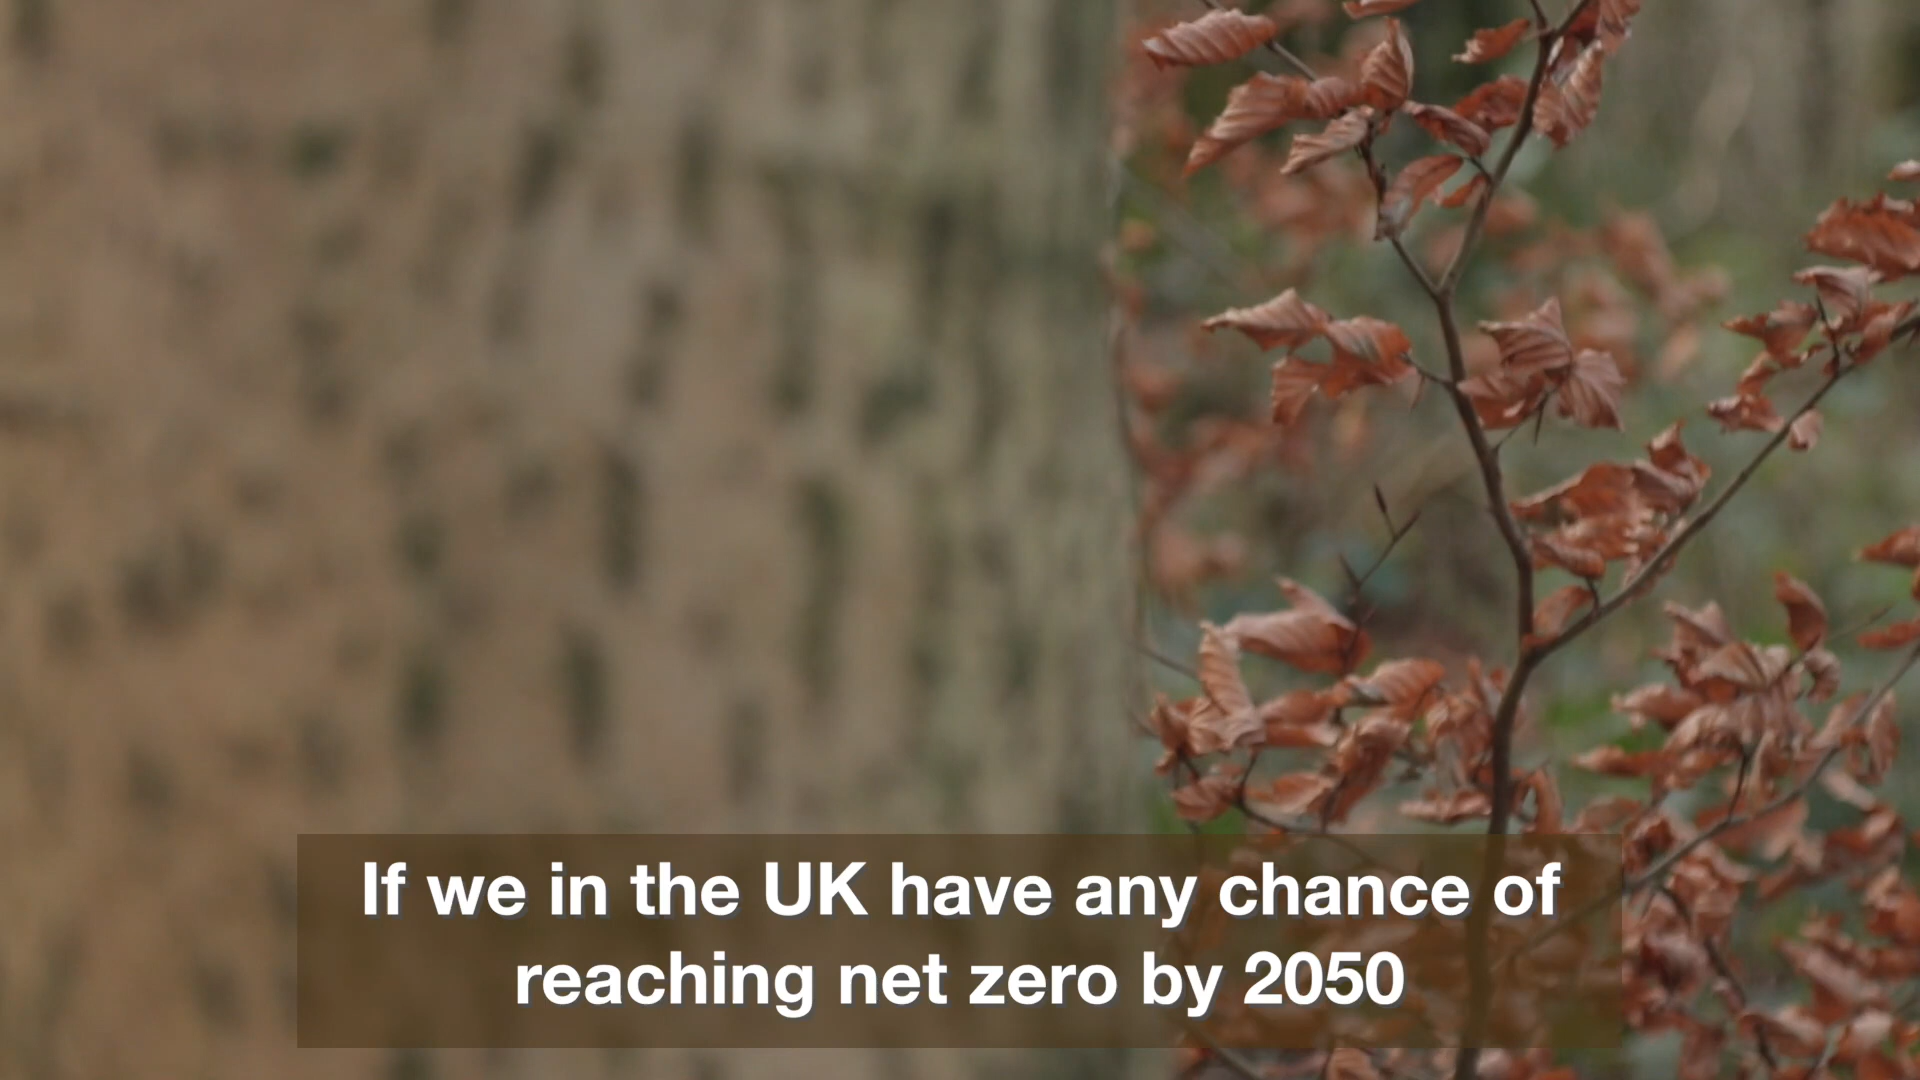 If we in the UK have any chance of
reaching net zero by 2050